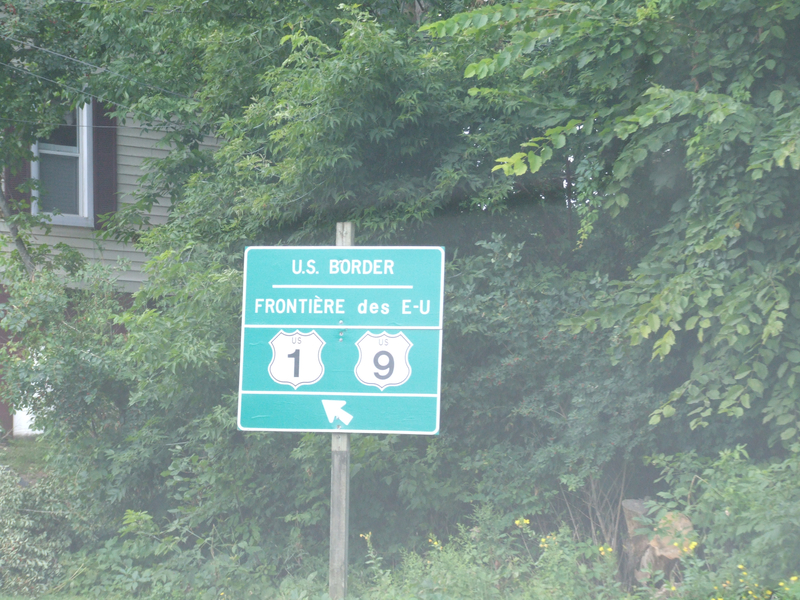 U.S. BORDER
FRONTIÈRE des E-U
US US
1 9